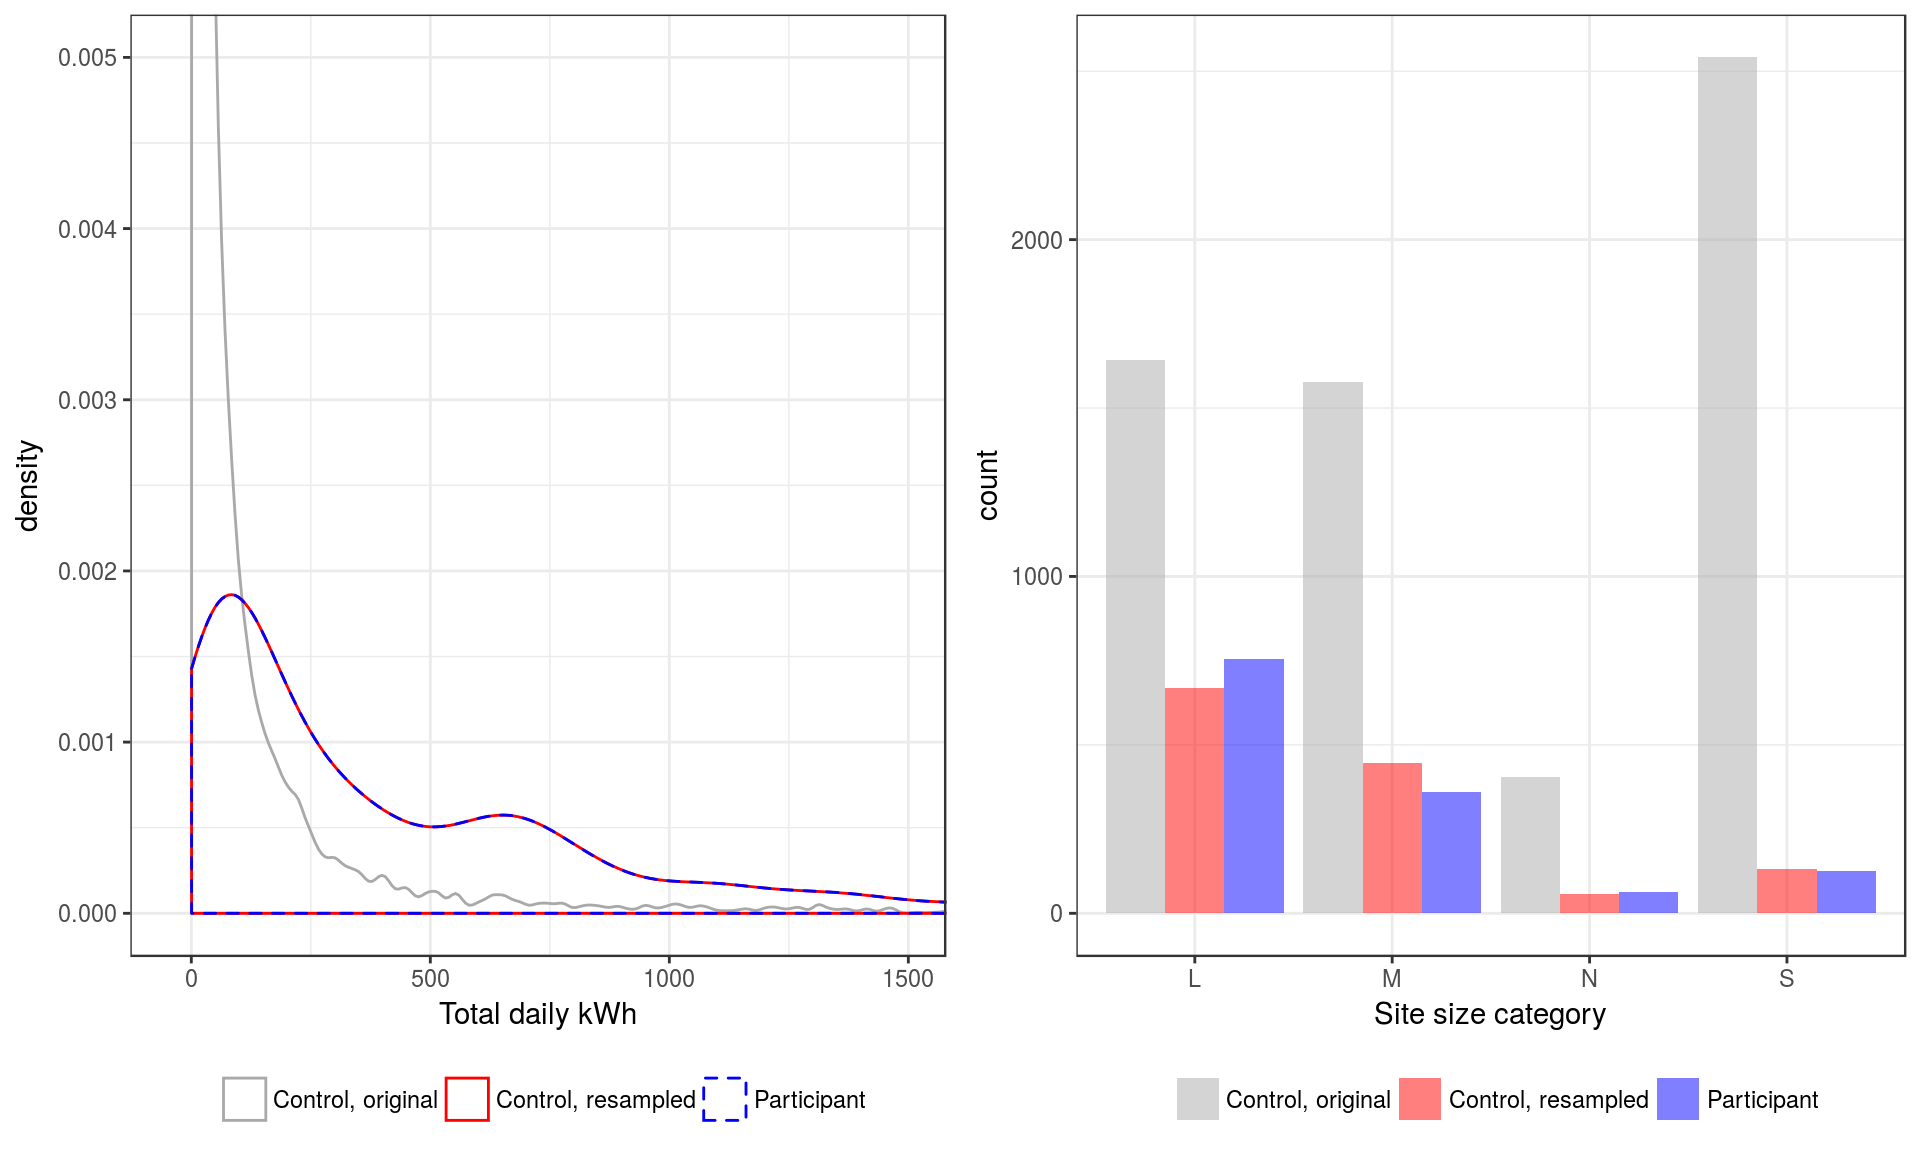 density
0.005
0.004
0.003
0.002
0.001
0.000
0 500 1000 1500
Total daily kWh
Control, original Control, resampled Participant
count
2000
1000
0
L M N S
Site size category
Control, original Control, resampled Participant